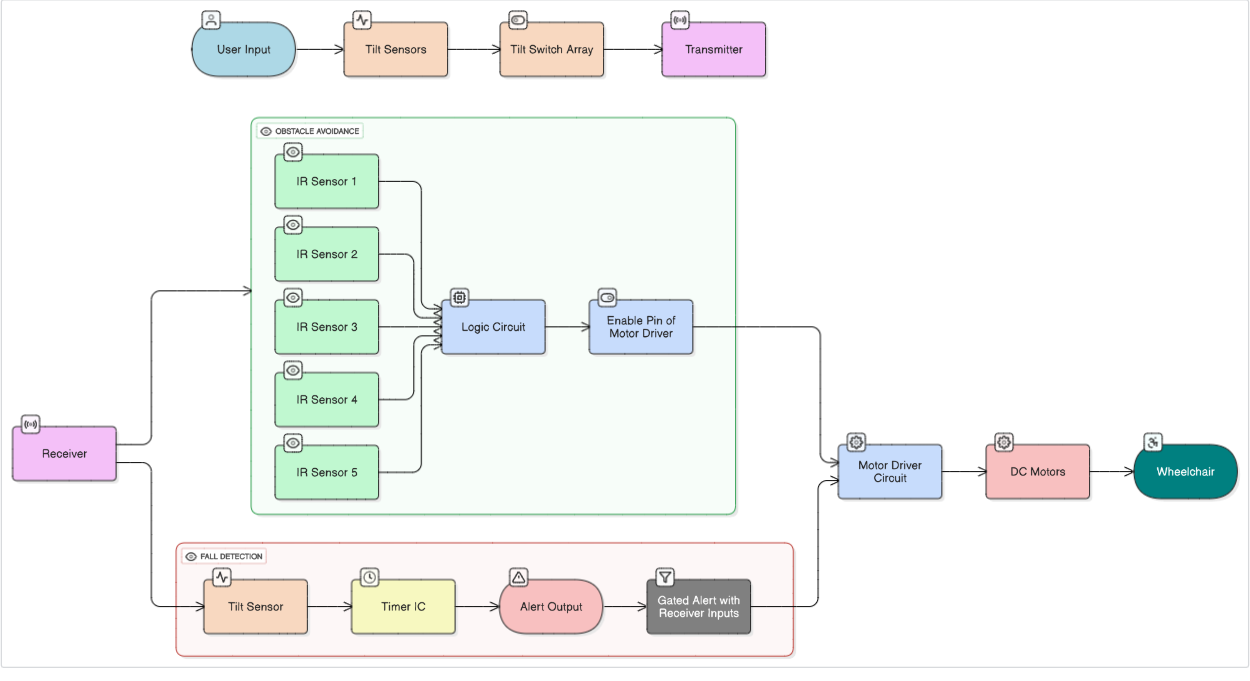 User Input
Tilt Sensors
Tilt Switch Array
Transmitter
OBSTACLE AVOIDANCE
IR Sensor 1
IR Sensor 2
IR Sensor 3
IR Sensor 4
IR Sensor 5
Logic Circuit
Enable Pin of
Motor Driver
Receiver
Motor Driver
Circuit
DC Motors
Wheelchair
FALL DETECTION
Tilt Sensor
Timer IC
Alert Output
Gated Alert with
Receiver Inputs